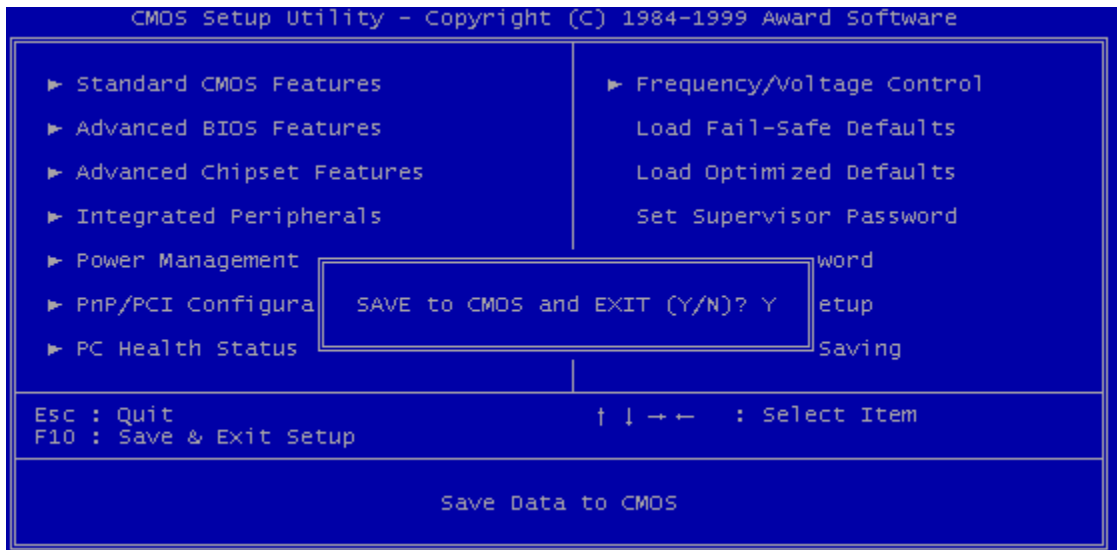 CMOS Setup Utility – Copyright (C) 1984–1999 Award Software
► Standard CMOS Features
► Advanced BIOS Features
► Advanced Chipset Features
► Integrated Peripherals
► Power Management
► PnP/PCI Configura
► PC Health Status
► Frequency/Voltage Control
Load Fail–Safe Defaults
Load Optimized Defaults
Set Supervisor Password
word
etup
Saving
SAVE to CMOS and EXIT (Y/N)? Y
Esc : Quit
F10 : Save & Exit Setup
↑ ↓ → ← : Select Item
Save Data to CMOS